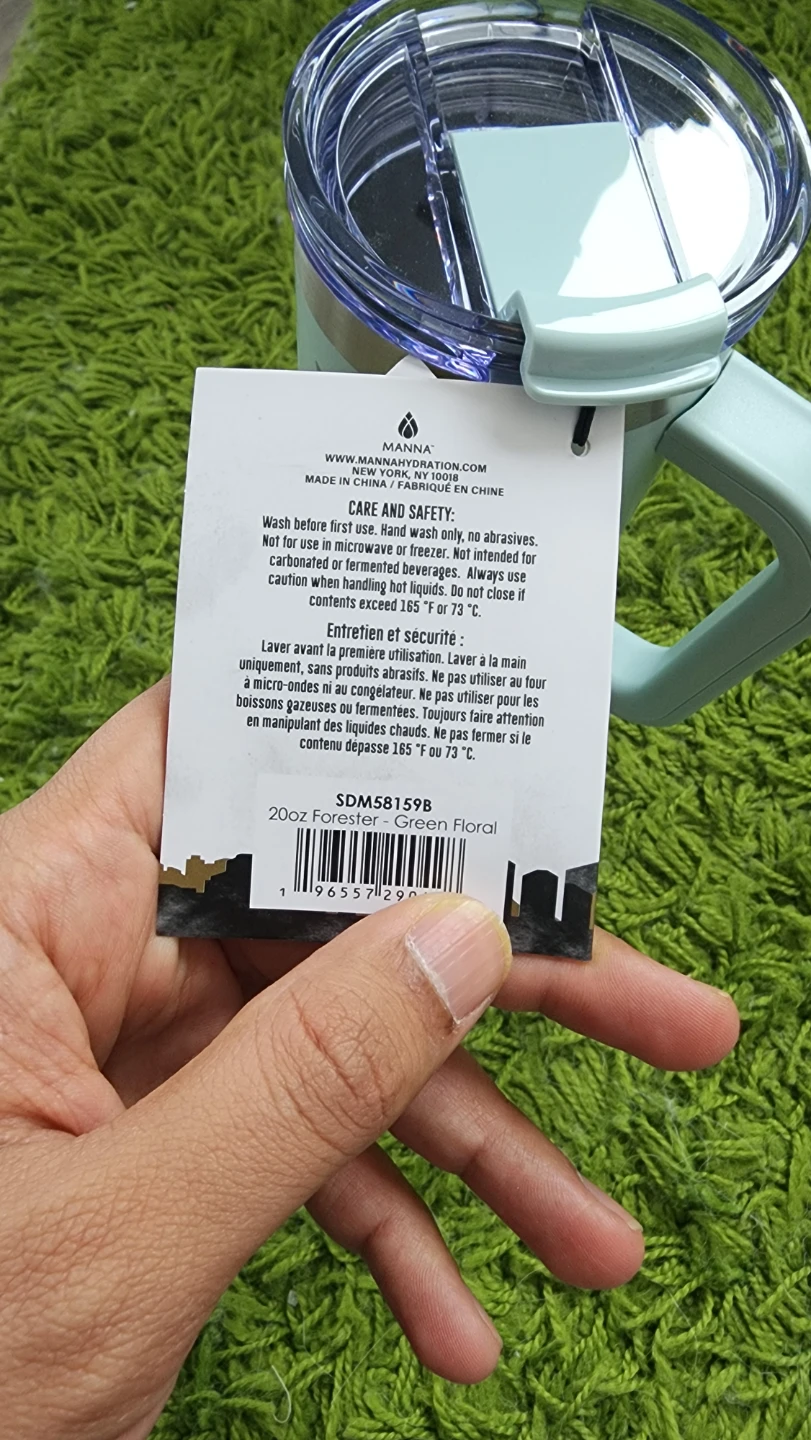 MANNA™
WWW.MANNAHYDRATION.COM
NEW YORK, NY 10018
MADE IN CHINA / FABRIQUÉ EN CHINE
CARE AND SAFETY:
Wash before first use. Hand wash only, no abrasives.
Not for use in microwave or freezer. Not intended for
carbonated or fermented beverages. Always use
caution when handling hot liquids. Do not close if
contents exceed 165 °F or 73 °C.
Entretien et sécurité :
Laver avant la première utilisation. Laver à la main
uniquement, sans produits abrasifs. Ne pas utiliser au four
à micro-ondes ni au congélateur. Ne pas utiliser pour les
boissons gazeuses ou fermentées. Toujours faire attention
en manipulant des liquides chauds. Ne pas fermer si le
contenu dépasse 165 °F ou 73 °C.
SDM58159B
20oz Forester - Green Floral
1 96557 290